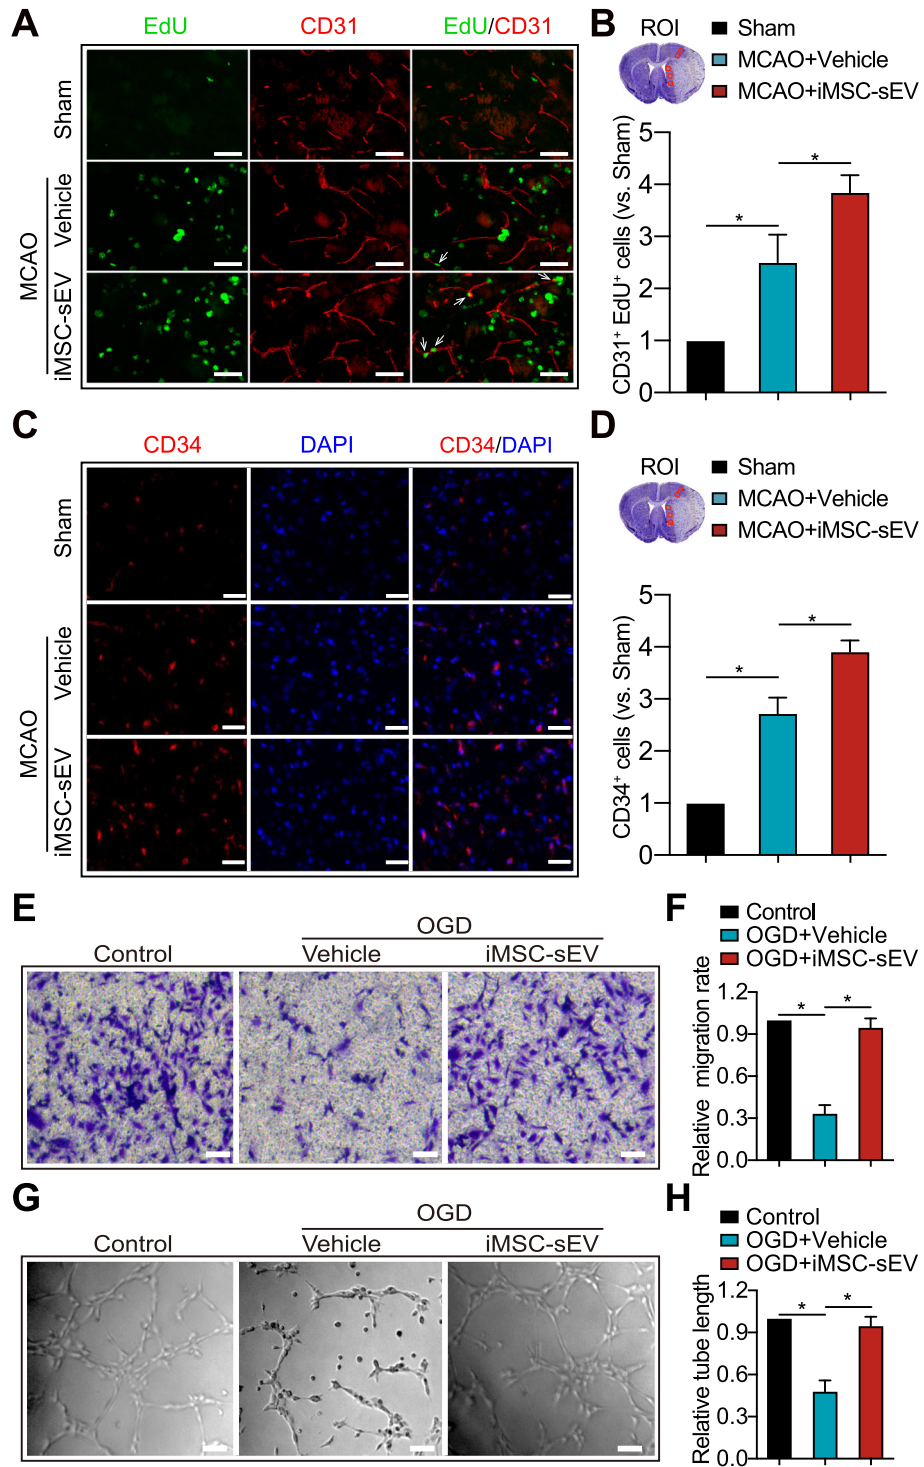 A
EdU
CD31
EdU/CD31
Sham
MCAO
Vehicle
iMSC-sEV
B
ROI
Sham
MCAO+Vehicle
MCAO+iMSC-sEV
CD31+ EdU+ cells (vs. Sham)
5
4
3
2
1
0
*
*
C
CD34
DAPI
CD34/DAPI
Sham
MCAO
Vehicle
iMSC-sEV
D
ROI
Sham
MCAO+Vehicle
MCAO+iMSC-sEV
CD34+ cells (vs. Sham)
5
4
3
2
1
0
*
*
E
OGD
Control
Vehicle
iMSC-sEV
F
Control
OGD+Vehicle
OGD+iMSC-sEV
Relative migration rate
1.2
0.9
0.6
0.3
0.0
*
*
G
OGD
Control
Vehicle
iMSC-sEV
H
Control
OGD+Vehicle
OGD+iMSC-sEV
Relative tube length
1.2
0.9
0.6
0.3
0.0
*
*